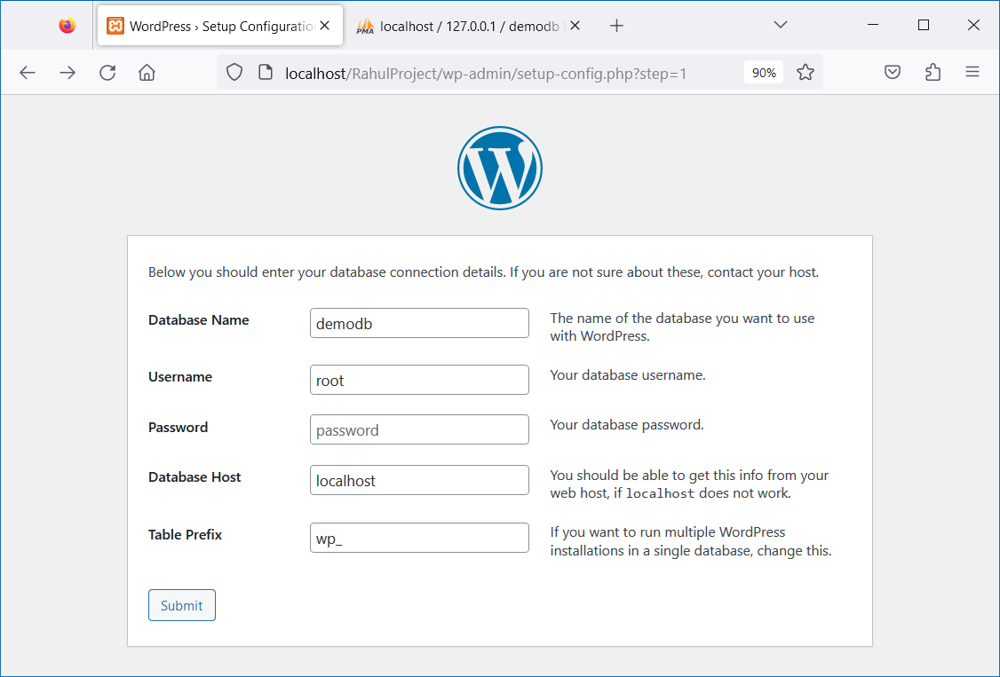 WordPress › Setup Configuratio
PMA
localhost / 127.0.0.1 / demodb
localhost/RahulProject/wp-admin/setup-config.php?step=1
90%
W
Below you should enter your database connection details. If you are not sure about these, contact your host.
Database Name
demodb
The name of the database you want to use
with WordPress.
Username
root
Your database username.
Password
password
Your database password.
Database Host
localhost
You should be able to get this info from your
web host, if localhost does not work.
Table Prefix
wp_
If you want to run multiple WordPress
installations in a single database, change this.
Submit